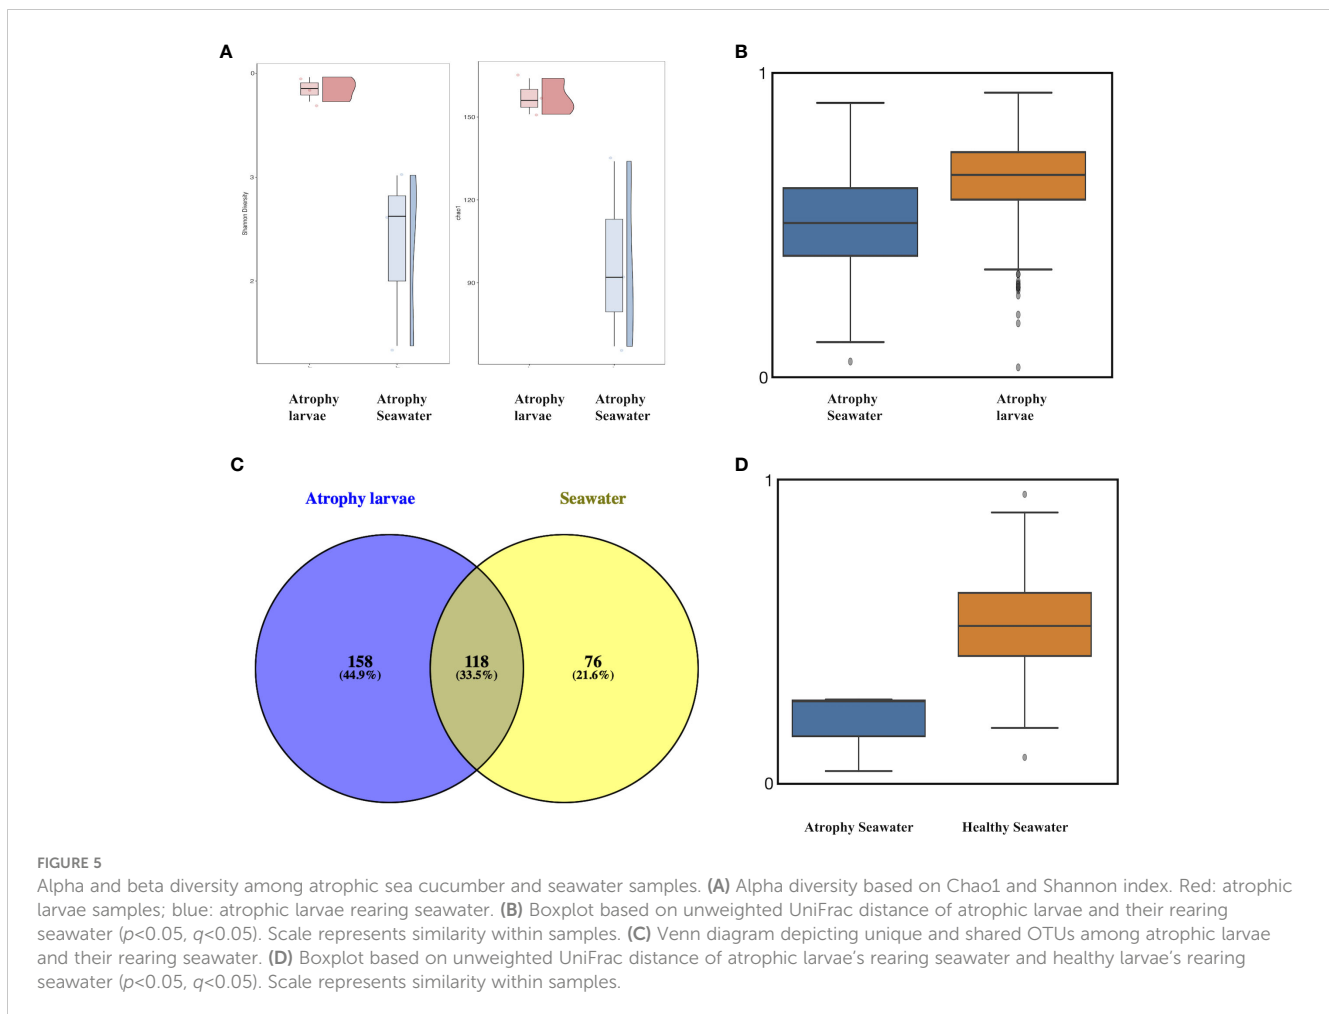 A
0
3
2
Shannon Diversity
Atrophy
larvae
Atrophy
Seawater
150
120
90
chao1
Atrophy
larvae
Atrophy
Seawater
B
1
0
Atrophy
Seawater
Atrophy
larvae
C
Atrophy larvae
Seawater
158
(44.9%)
118
(33.5%)
76
(21.6%)
D
1
0
Atrophy Seawater
Healthy Seawater
FIGURE 5
Alpha and beta diversity among atrophic sea cucumber and seawater samples. (A) Alpha diversity based on Chao1 and Shannon index. Red: atrophic
larvae samples; blue: atrophic larvae rearing seawater. (B) Boxplot based on unweighted UniFrac distance of atrophic larvae and their rearing
seawater (p<0.05, q<0.05). Scale represents similarity within samples. (C) Venn diagram depicting unique and shared OTUs among atrophic larvae
and their rearing seawater. (D) Boxplot based on unweighted UniFrac distance of atrophic larvae’s rearing seawater and healthy larvae’s rearing
seawater (p<0.05, q<0.05). Scale represents similarity within samples.